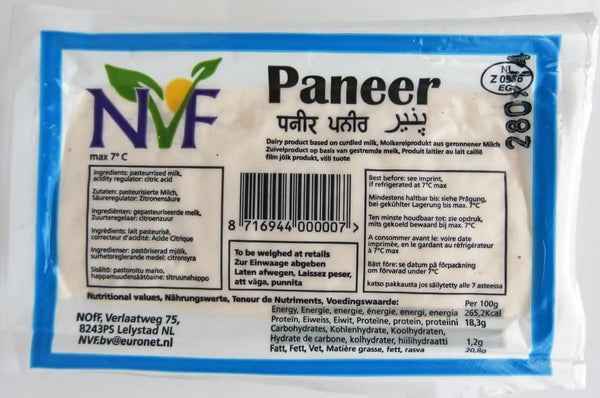 NVF
max 7° C
Paneer
पनीर ਪਨੀਰ پنیر
NL
EG
Dairy product based on curdled milk, Molkereiprodukt aus geronnener Milch
Zuivelproduct op basis van gestremde melk, Produit laitier au lait caillé
film jölk produkt, viili tuote
Ingredients: pasteurrized milk,
acidity regulator: citric acid
Zutaten: pasteurisierte Milch,
Säureregulator: Zitronensäure
Ingrediënten: gepasteuriseerde melk,
Zuurteregelaar: citroenzuur
Ingredients: lait pasteurisé,
correcteur d'acidité: Acide Citrique
Ingredienser: pastöriserad mjölk,
surhetsreglerande medel: citronsyra
Sisältö: pastoroitu maito,
happamuudensäätöaine: sitruunahappo
8 716944 000007 >
To be weighed at retails
Zur Einwaage abgeben
Laten afwegen, Laissez peser,
att väga, punnita
Best before: see imprint,
if refrigerated at 7°C max
Mindestens haltbar bis: siehe Prägung,
bei gekühlter Lagerung bis max. 7°C
Ten minste houdbaar tot: zie opdruk,
mits gekoeld bewaard bij max. 7°C
A consommer avant le: voire date
imprimée, en le gardant au réfrigérateur
à 7°C max
Bäst före: se datum på förpackning
om förvarad under 7°C
katso pakkausta jos säilytetty alle 7 asteessa
Nutritional values, Nährungswerte, Teneur de Nutriments, Voedingswaarde:
Per 100g
Energy, Energie, energie, énergie, energi, energia 265,2Kcal
Proteïn, Eiweiss, Eiwit, Proteïne, protein, proteiini 18,3g
Carbohydrates, Kohlenhydrate, Koolhydraten,
Hydrate de carbone, kolhydrater, hiilihydraatti 1,2g
Fatt, Fett, Vet, Matière grasse, fett, rasva 20,8g
NOFF, Verlaatweg 75,
8243PS Lelystad NL
NVF.bv@euronet.nl